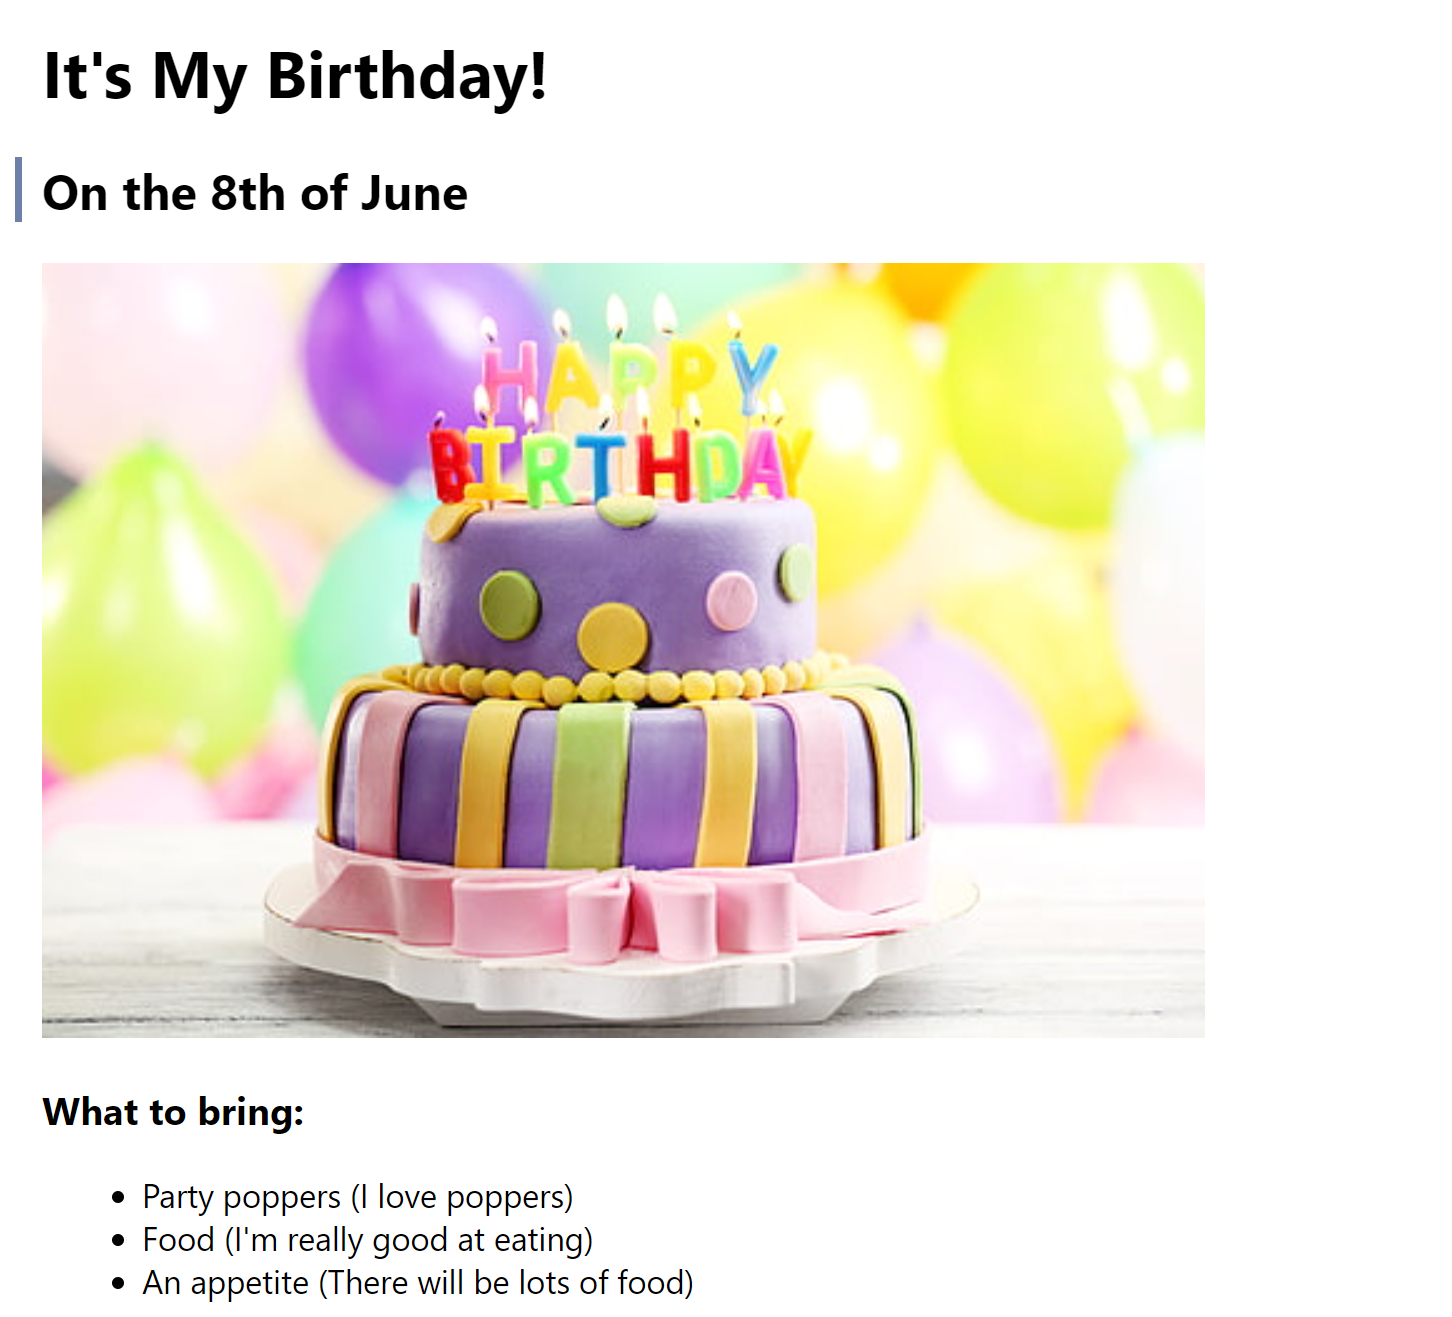 It's My Birthday!
On the 8th of June
HAPPY
BIRTHDAY
What to bring:
Party poppers (I love poppers)
Food (I'm really good at eating)
An appetite (There will be lots of food)